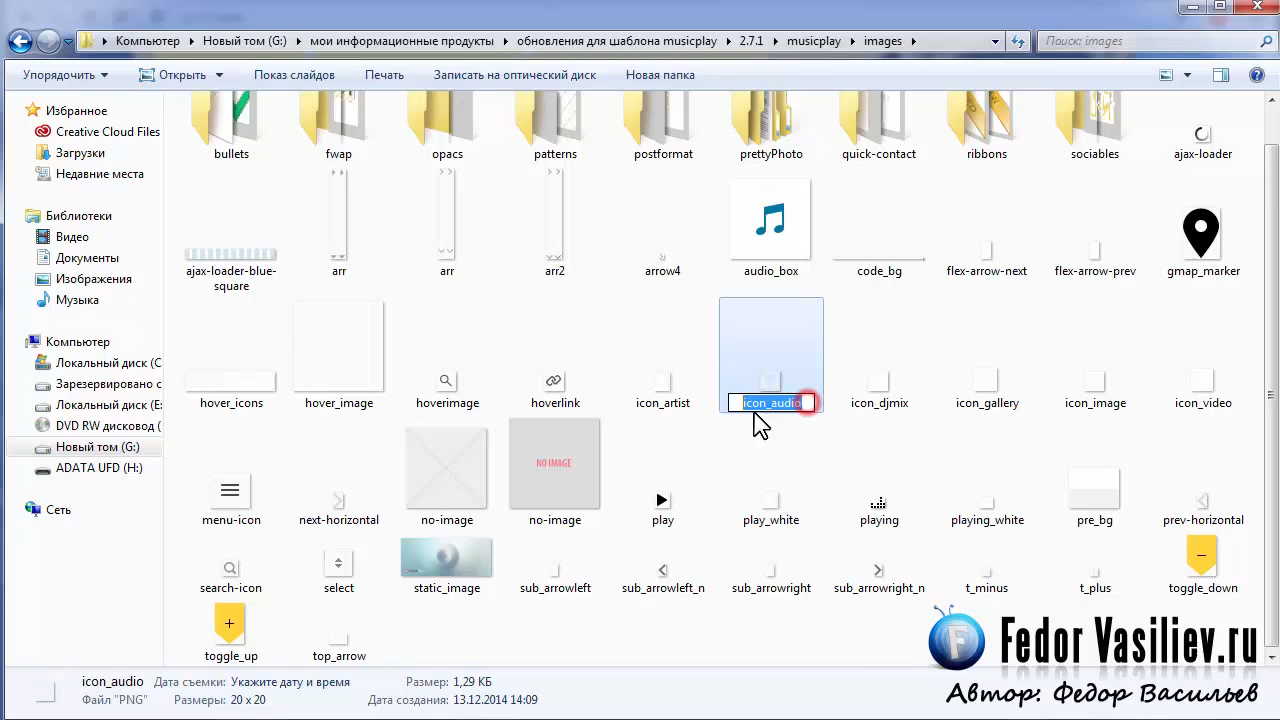 Компьютер ▸ Новый том (G:) ▸ мои информационные продукты ▸ обновления для шаблона musicplay ▸ 2.7.1 ▸ musicplay ▸ images ▸
Поиск: images
Упорядочить Открыть Показ слайдов Печать Записать на оптический диск Новая папка
Избранное
Creative Cloud Files
Загрузки
Недавние места
Библиотеки
Видео
Документы
Изображения
Музыка
Компьютер
Локальный диск (C
Зарезервировано с
Локальный диск (E:
DVD RW дисковод (
Новый том (G:)
ADATA UFD (H:)
Сеть
bullets fwap opacs patterns postformat prettyPhoto quick-contact ribbons sociables ajax-loader
ajax-loader-blue-square arr arr arr2 arrow4 audio_box code_bg flex-arrow-next flex-arrow-prev gmap_marker
hover_icons hover_image hoverimage hoverlink icon_artist icon_audio icon_djmix icon_gallery icon_image icon_video
NO IMAGE
menu-icon next-horizontal no-image no-image play play_white playing playing_white pre_bg prev-horizontal
search-icon select static_image sub_arrowleft sub_arrowleft_n sub_arrowright sub_arrowright_n t_minus t_plus toggle_down
toggle_up top_arrow
F
Fedor Vasiliev.ru
Автор: Федор Васильев
icon_audio Дата съемки: Укажите дату и время Размер: 1,29 КБ
Файл "PNG" Размеры: 20 x 20 Дата создания: 13.12.2014 14:09